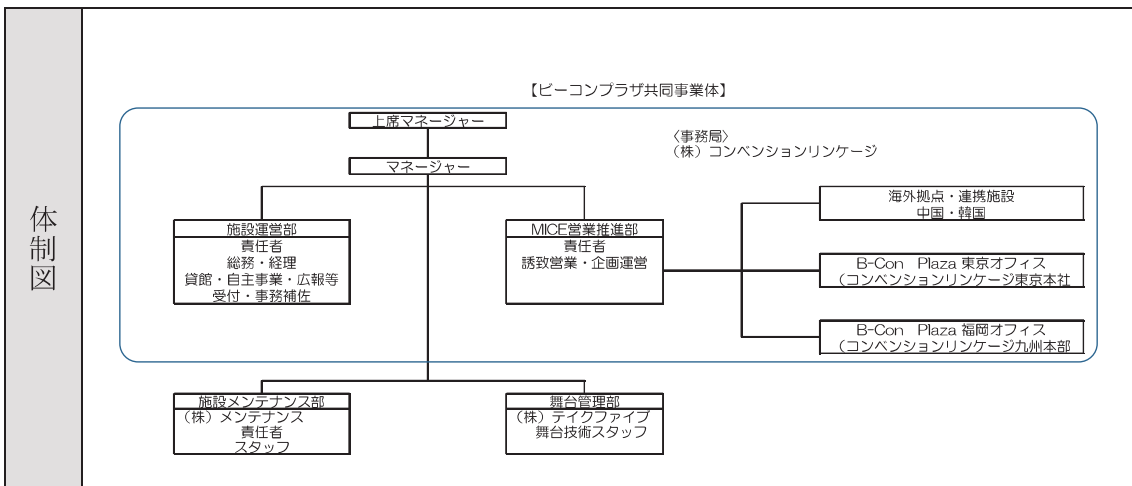 体制図
【ビーコンプラザ共同事業体】
上席マネージャー
〈事務局〉
（株）コンベンションリンケージ
マネージャー
施設運営部
責任者
総務・経理
貸館・自主事業・広報等
受付・事務補佐
MICE営業推進部
責任者
誘致営業・企画運営
海外拠点・連携施設
中国・韓国
B-Con Plaza 東京オフィス
（コンベンションリンケージ東京本社
B-Con Plaza 福岡オフィス
（コンベンションリンケージ九州本部
施設メンテナンス部
（株）メンテナンス
責任者
スタッフ
舞台管理部
（株）テイクファイブ
舞台技術スタッフ